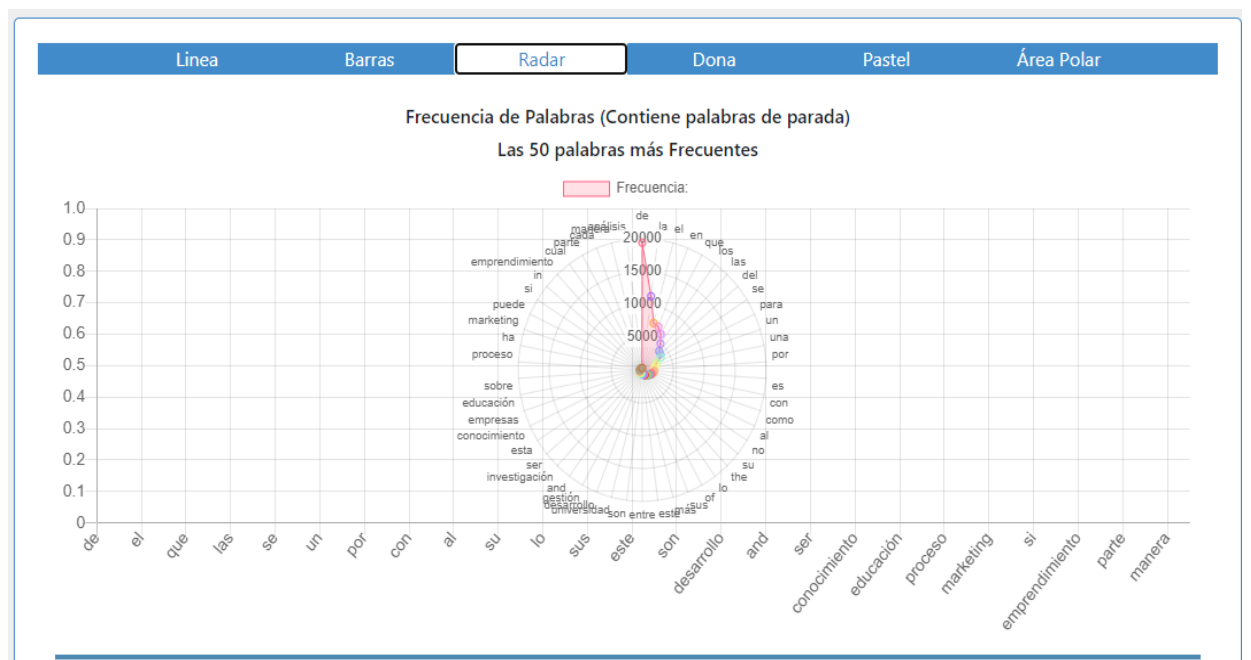 Linea Barras Radar Dona Pastel Área Polar
Frecuencia de Palabras (Contiene palabras de parada)
Las 50 palabras más Frecuentes
Frecuencia:
1.0
0.9
0.8
0.7
0.6
0.5
0.4
0.3
0.2
0.1
0
20000
15000
10000
5000
de
la
el
en
que
los
las
del
se
para
un
una
por
es
con
como
al
no
su
the
lo
of
sus
más
este
entre
son
universidad
desarrollo
gestión
and
investigación
ser
esta
conocimiento
empresas
educación
sobre
proceso
ha
marketing
puede
si
in
emprendimiento
cual
parte
cada
manera
análisis
de el que las se un por con al su lo sus este son desarrollo and ser conocimiento educación proceso marketing si emprendimiento parte manera